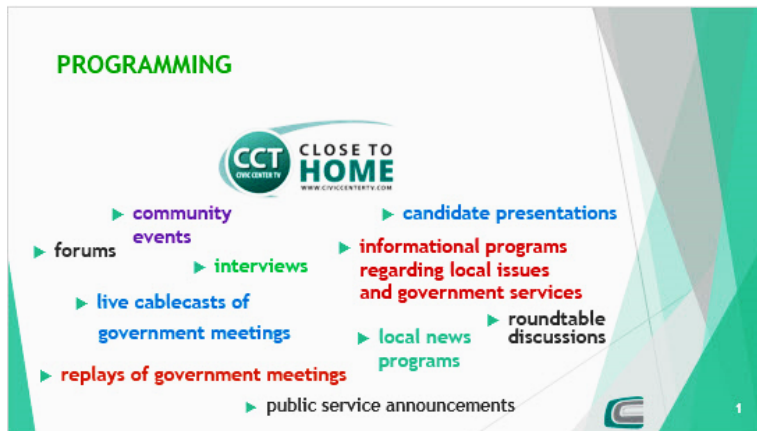 PROGRAMMING
CCT
CIVIC CENTER TV
CLOSE TO
HOME
WWW.CIVICCENTERTV.COM
community
events
candidate presentations
forums
interviews
informational programs
regarding local issues
and government services
live cablecasts of
government meetings
roundtable
discussions
local news
programs
replays of government meetings
public service announcements
1